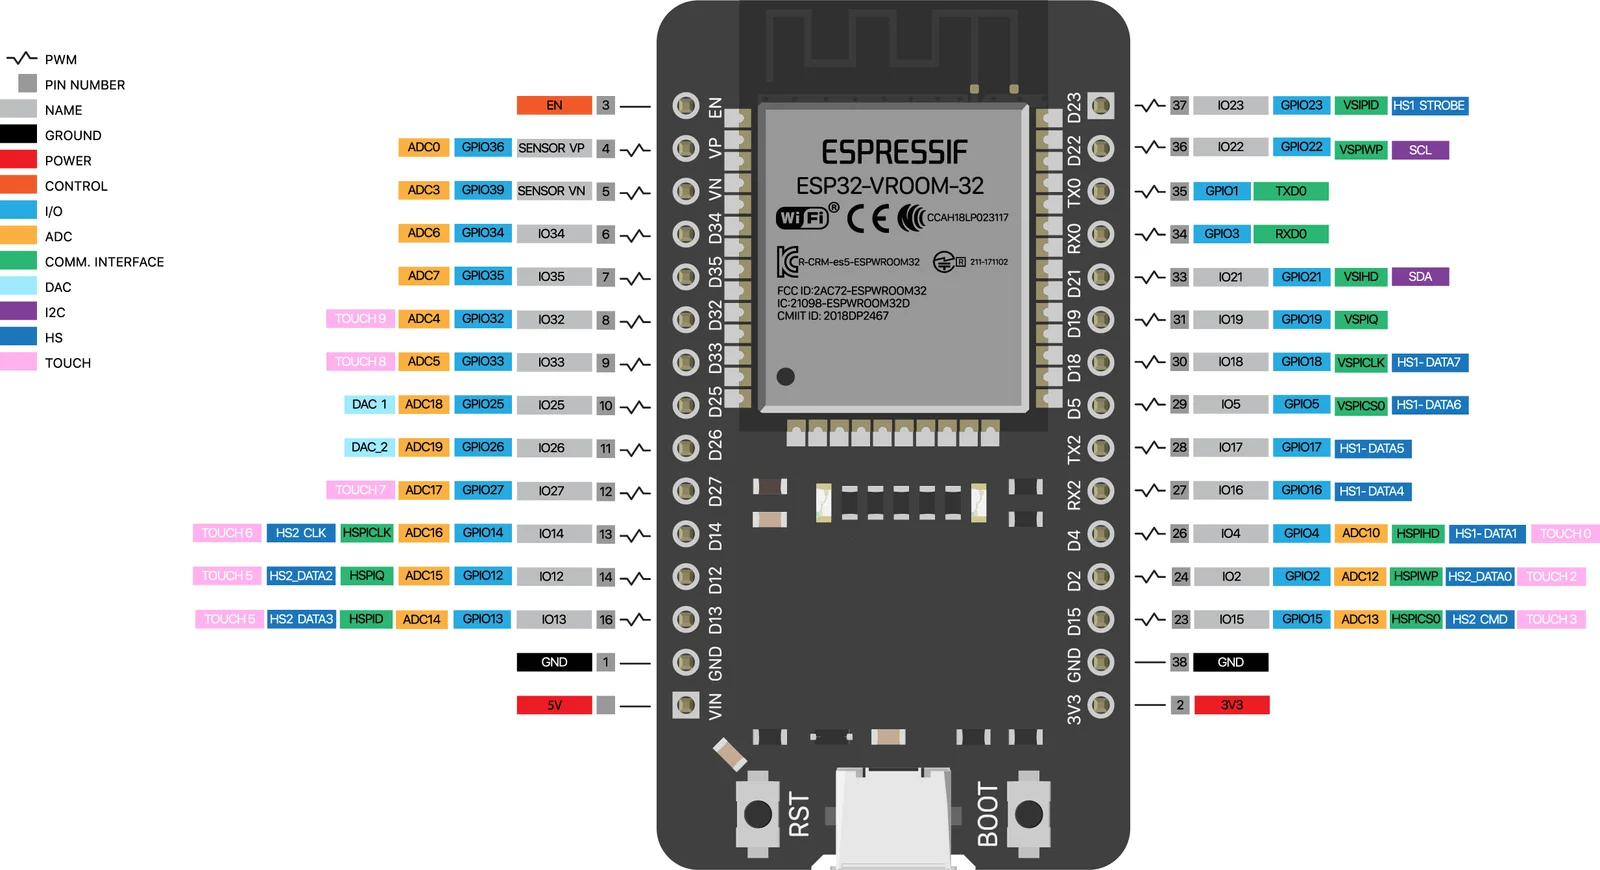 PWM
PIN NUMBER
NAME
GROUND
POWER
CONTROL
I/O
ADC
COMM. INTERFACE
DAC
I2C
HS
TOUCH
EN 3
ADC0 GPIO36 SENSOR VP 4
ADC3 GPIO39 SENSOR VN 5
ADC6 GPIO34 IO34 6
ADC7 GPIO35 IO35 7
TOUCH 9 ADC4 GPIO32 IO32 8
TOUCH 8 ADC5 GPIO33 IO33 9
DAC 1 ADC18 GPIO25 IO25 10
DAC_2 ADC19 GPIO26 IO26 11
TOUCH 7 ADC17 GPIO27 IO27 12
TOUCH 6 HS2 CLK HSPICLK ADC16 GPIO14 IO14 13
TOUCH 5 HS2_DATA2 HSPIQ ADC15 GPIO12 IO12 14
TOUCH 5 HS2 DATA3 HSPID ADC14 GPIO13 IO13 16
GND 1
5V
EN
VP
VN
D34
D35
D32
D33
D25
D26
D27
D14
D12
D13
GND
VIN
ESPRESSIF
ESP32-VROOM-32
WiFi® CE CCAH18LP023117
R-CRM-es5-ESPWROOM32 R 211-171102
FCC ID:2AC72-ESPWROOM32
IC:21098-ESPWROOM32D
CMIIT ID: 2018DP2467
RST
BOOT
D23
D22
TX0
RX0
D21
D19
D18
D5
TX2
RX2
D4
D2
D15
GND
3V3
37 IO23 GPIO23 VSIPID HS1 STROBE
36 IO22 GPIO22 VSPIWP SCL
35 GPIO1 TXD0
34 GPIO3 RXD0
33 IO21 GPIO21 VSIHD SDA
31 IO19 GPIO19 VSPIQ
30 IO18 GPIO18 VSPICLK HS1-DATA7
29 IO5 GPIO5 VSPICS0 HS1-DATA6
28 IO17 GPIO17 HS1-DATA5
27 IO16 GPIO16 HS1-DATA4
26 IO4 GPIO4 ADC10 HSPIHD HS1-DATA1 TOUCH 0
24 IO2 GPIO2 ADC12 HSPIWP HS2_DATA0 TOUCH 2
23 IO15 GPIO15 ADC13 HSPICS0 HS2 CMD TOUCH 3
38 GND
2 3V3